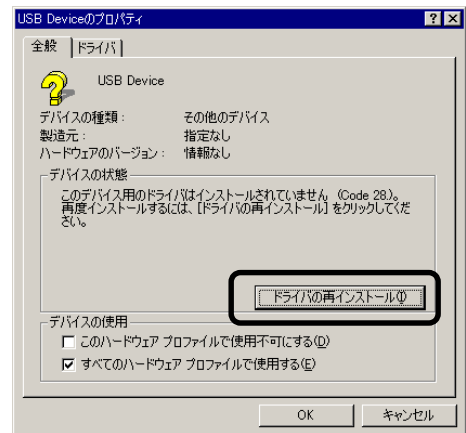 USB Deviceのプロパティ
全般 ドライバ
USB Device
デバイスの種類: その他のデバイス
製造元: 指定なし
ハードウェアのバージョン: 情報なし
デバイスの状態
このデバイス用のドライバはインストールされていません (Code 28.)。
再度インストールするには、[ドライバの再インストール] をクリックしてくだ
さい。
ドライバの再インストール(I)
デバイスの使用
このハードウェア プロファイルで使用不可にする(D)
すべてのハードウェア プロファイルで使用する(E)
OK キャンセル